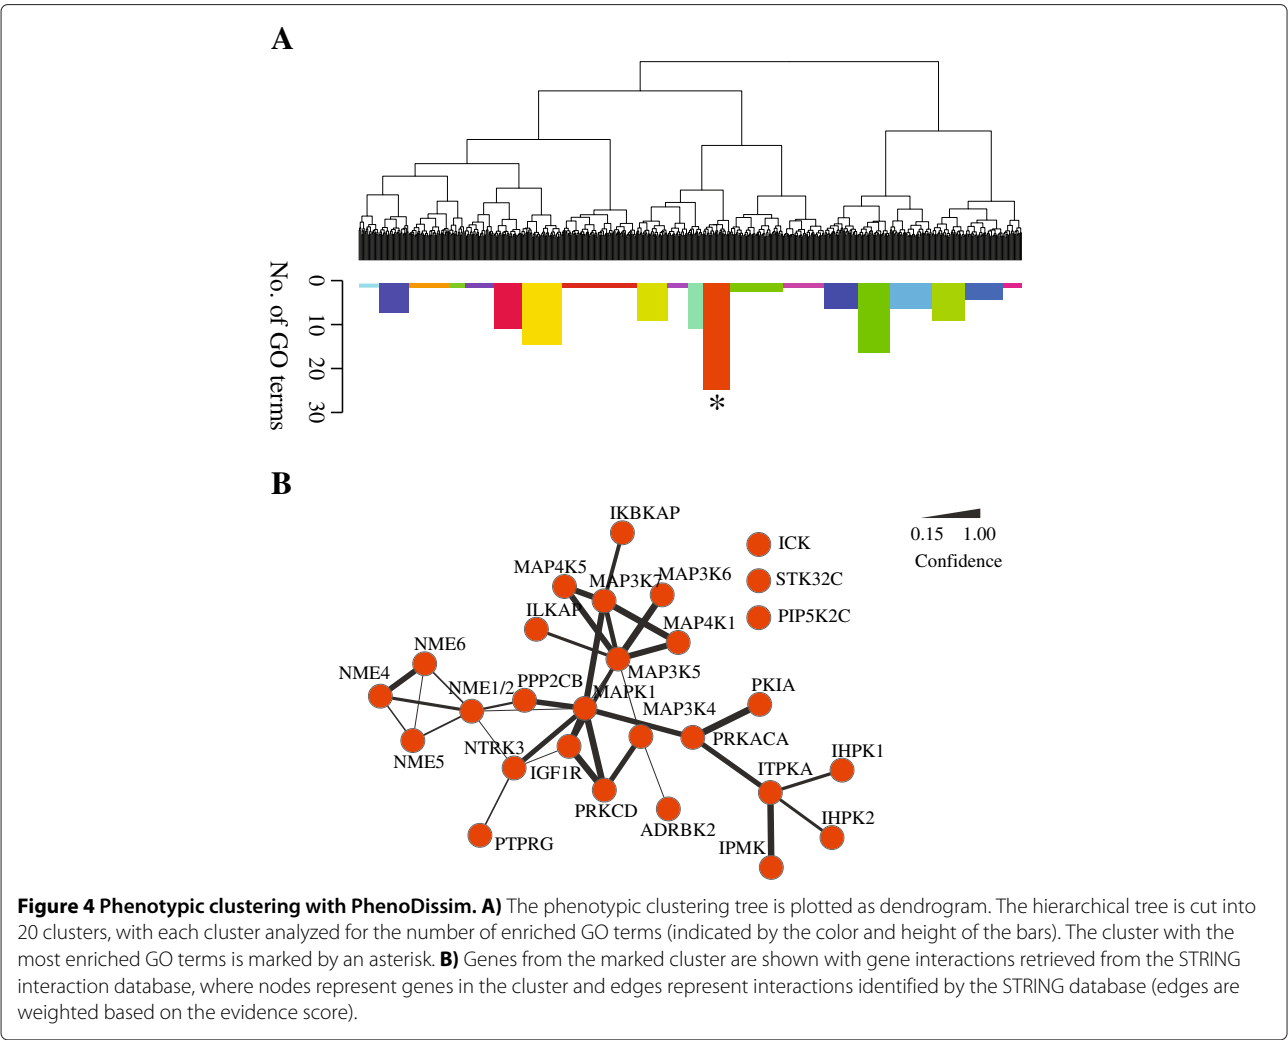 A
No. of GO terms
0
10
20
30
*
B
IKBKAP
0.15 1.00
Confidence
ICK
STK32C
PIP5K2C
MAP4K5
MAP3K7
MAP3K6
ILKAP
MAP4K1
NME6
MAP3K5
NME4
NME1/2
PPP2CB
MAPK1
PKIA
MAP3K4
NTRK3
PRKACA
NME5
IGF1R
ITPKA
IHPK1
PRKCD
ADRBK2
IHPK2
PTPRG
IPMK
Figure 4 Phenotypic clustering with PhenoDissim. A) The phenotypic clustering tree is plotted as dendrogram. The hierarchical tree is cut into
20 clusters, with each cluster analyzed for the number of enriched GO terms (indicated by the color and height of the bars). The cluster with the
most enriched GO terms is marked by an asterisk. B) Genes from the marked cluster are shown with gene interactions retrieved from the STRING
interaction database, where nodes represent genes in the cluster and edges represent interactions identified by the STRING database (edges are
weighted based on the evidence score).